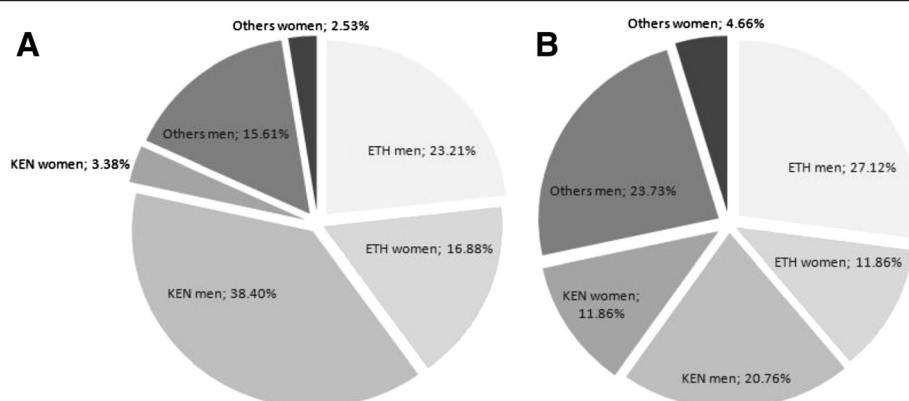 A
Others women; 2.53%
ETH men; 23.21%
ETH women; 16.88%
KEN men; 38.40%
KEN women; 3.38%
Others men; 15.61%
B
Others women; 4.66%
ETH men; 27.12%
ETH women; 11.86%
KEN men; 20.76%
KEN women;
11.86%
Others men; 23.73%